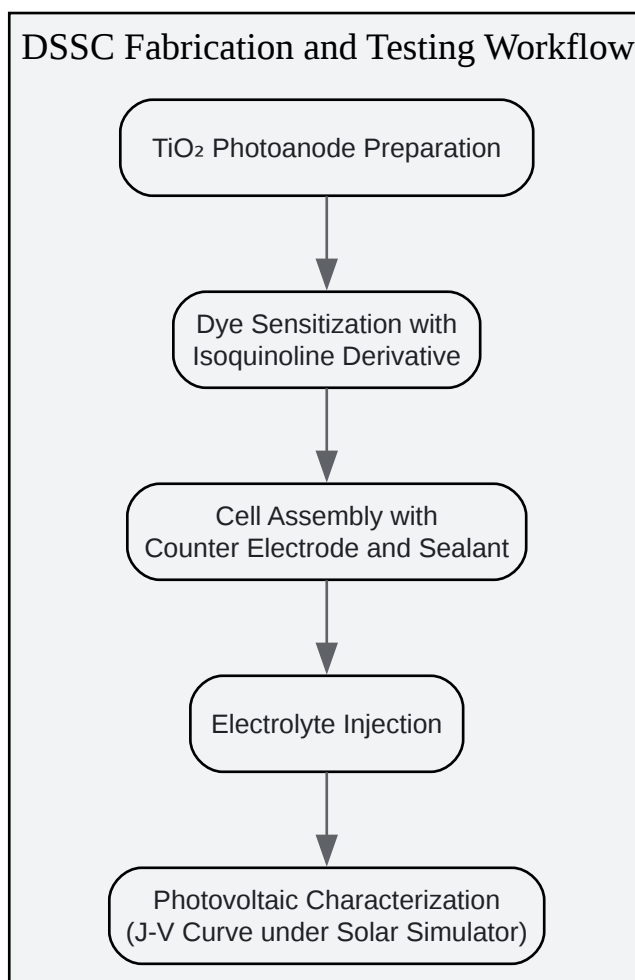 DSSC Fabrication and Testing Workflow
TiO₂ Photoanode Preparation
Dye Sensitization with
Isoquinoline Derivative
Cell Assembly with
Counter Electrode and Sealant
Electrolyte Injection
Photovoltaic Characterization
(J-V Curve under Solar Simulator)